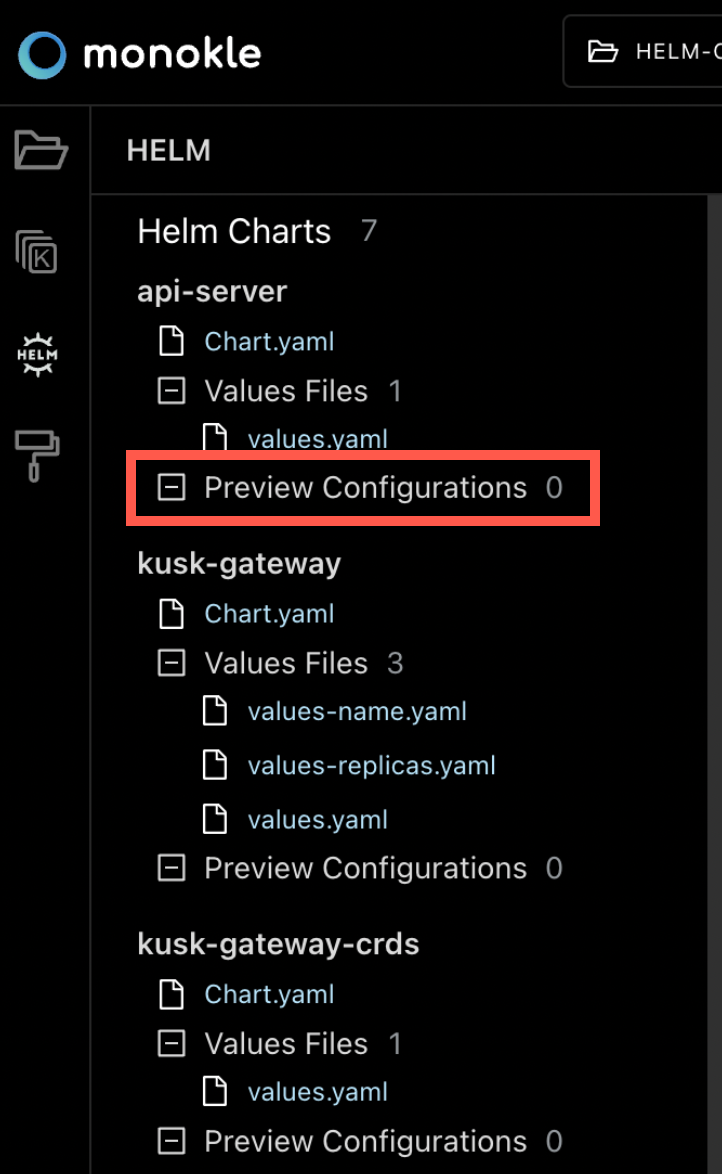 monokle
HELM-C
HELM
Helm Charts 7
K
HELM
api-server
Chart.yaml
Values Files 1
values.yaml
Preview Configurations 0
kusk-gateway
Chart.yaml
Values Files 3
values-name.yaml
values-replicas.yaml
values.yaml
Preview Configurations 0
kusk-gateway-crds
Chart.yaml
Values Files 1
values.yaml
Preview Configurations 0